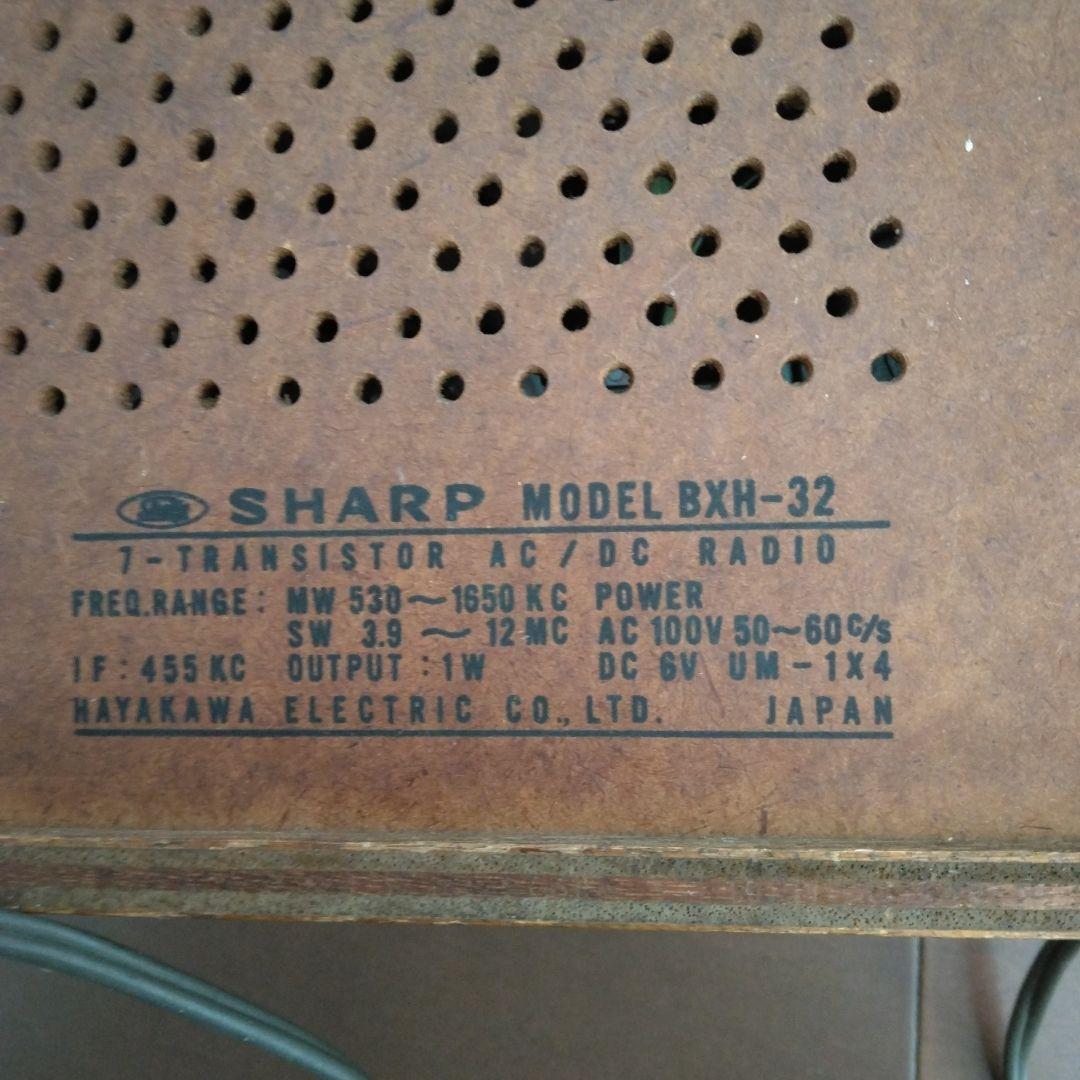 SHARP MODEL BXH-32
7-TRANSISTOR AC/DC RADIO
FREQ.RANGE: MW 530~1650 KC POWER
SW 3.9 ~ 12 MC AC 100V 50~60 c/s
IF: 455 KC OUTPUT: 1W DC 6V UM-1X4
HAYAKAWA ELECTRIC CO., LTD. JAPAN